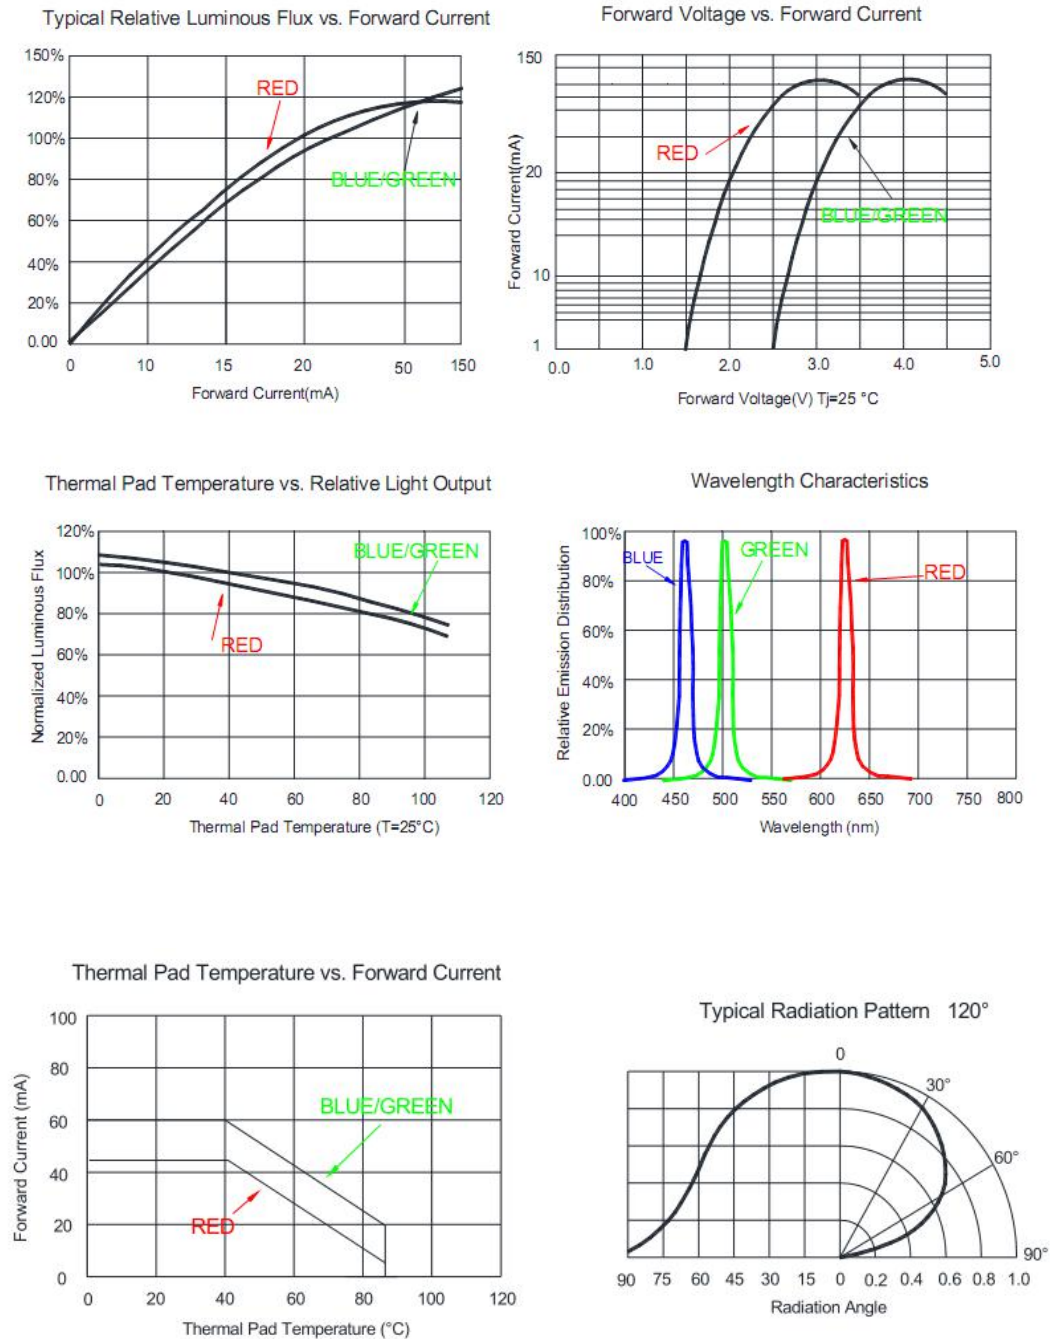 Typical Relative Luminous Flux vs. Forward Current
150%
120%
100%
80%
60%
40%
20%
0.00
RED
BLUE/GREEN
0 10 15 20 50 150
Forward Current(mA)
Forward Voltage vs. Forward Current
Forward Current(mA)
150
20
10
1
RED
BLUE/GREEN
0.0 1.0 2.0 3.0 4.0 5.0
Forward Voltage(V) Tj=25 °C
Thermal Pad Temperature vs. Relative Light Output
Normalized Luminous Flux
120%
100%
80%
60%
40%
20%
0.00
BLUE/GREEN
RED
0 20 40 60 80 100 120
Thermal Pad Temperature (T=25°C)
Wavelength Characteristics
Relative Emission Distribution
100%
80%
60%
40%
20%
0.00
BLUE
GREEN
RED
400 450 500 550 600 650 700 750 800
Wavelength (nm)
Thermal Pad Temperature vs. Forward Current
Forward Current (mA)
100
80
60
40
20
0
BLUE/GREEN
RED
0 20 40 60 80 100 120
Thermal Pad Temperature (°C)
Typical Radiation Pattern 120°
0
30°
60°
90°
90 75 60 45 30 15 0 0.2 0.4 0.6 0.8 1.0
Radiation Angle